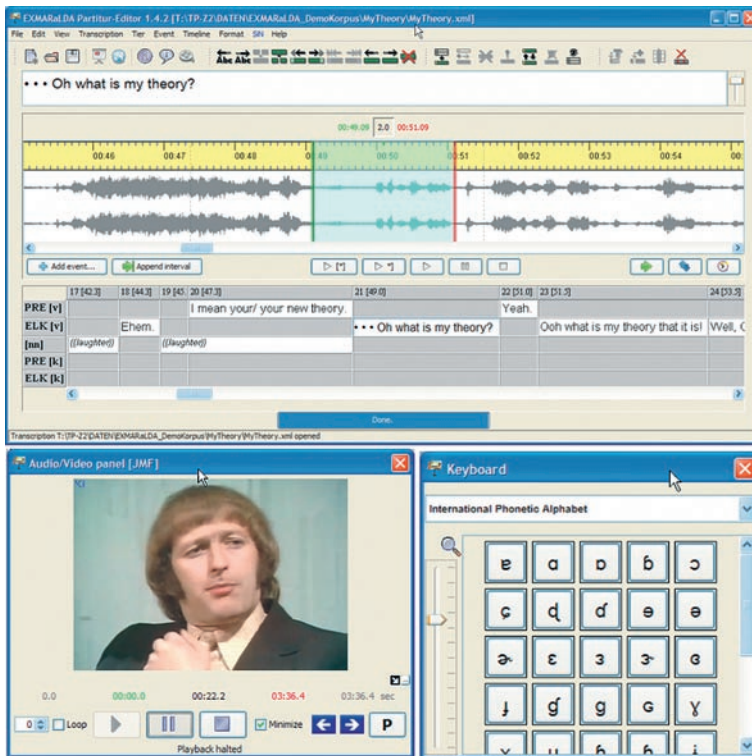 EXMARaLDA Partitur-Editor 1.4.2 [T:\TP-Z2\DATEN\EXMARaLDA_DemoKorpus\MyTheory\MyTheory.xml]
File Edit View Transcription Tier Event Timeline Format SIN Help
• • • Oh what is my theory?
00:49.09 2.0 00:51.09
00:46 00:47 00:48 00:49 00:50 00:51 00:52 00:53 00:54 00:
Add event... Append interval
17 [42.3] 18 [44.3] 19 [45. 20 [47.3] 21 [49.0] 22 [51.0] 23 [51.5] 24 [53.5]
PRE [v] I mean your/ your new theory. Yeah.
ELK [v] Ehem. • • • Oh what is my theory? Ooh what is my theory that it is! Well, C
[nn] ((laughter)) ((laughter))
PRE [k]
ELK [k]
Done.
Transcription T:\TP-Z2\DATEN\EXMARaLDA_DemoKorpus\MyTheory\MyTheory.xml opened
Audio/Video panel [JMF]
0.0 00:00.0 00:22.2 03:36.4 03:36.4 sec
0 Loop Minimize P
Playback halted
Keyboard
International Phonetic Alphabet
ɐ ɑ ɒ ɓ ɔ
ɕ ɖ ɗ ɘ ə
ɚ ɛ ɜ ɝ ɞ
ɟ ɠ ɡ ɢ ɣ